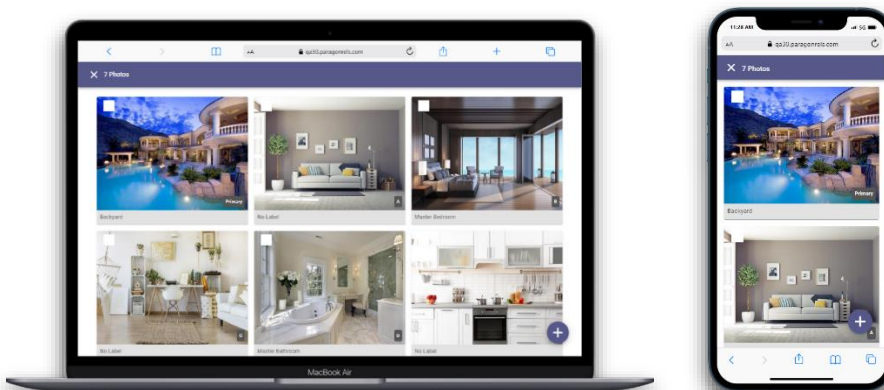 AA qa30.paragonrels.com
7 Photos
Primary
Backyard
No Label
Master Bedroom
No Label
Master Bathroom
No Label
MacBook Air
11:28 AM 5G
AA qa30.paragonrels.com
7 Photos
Primary
Backyard